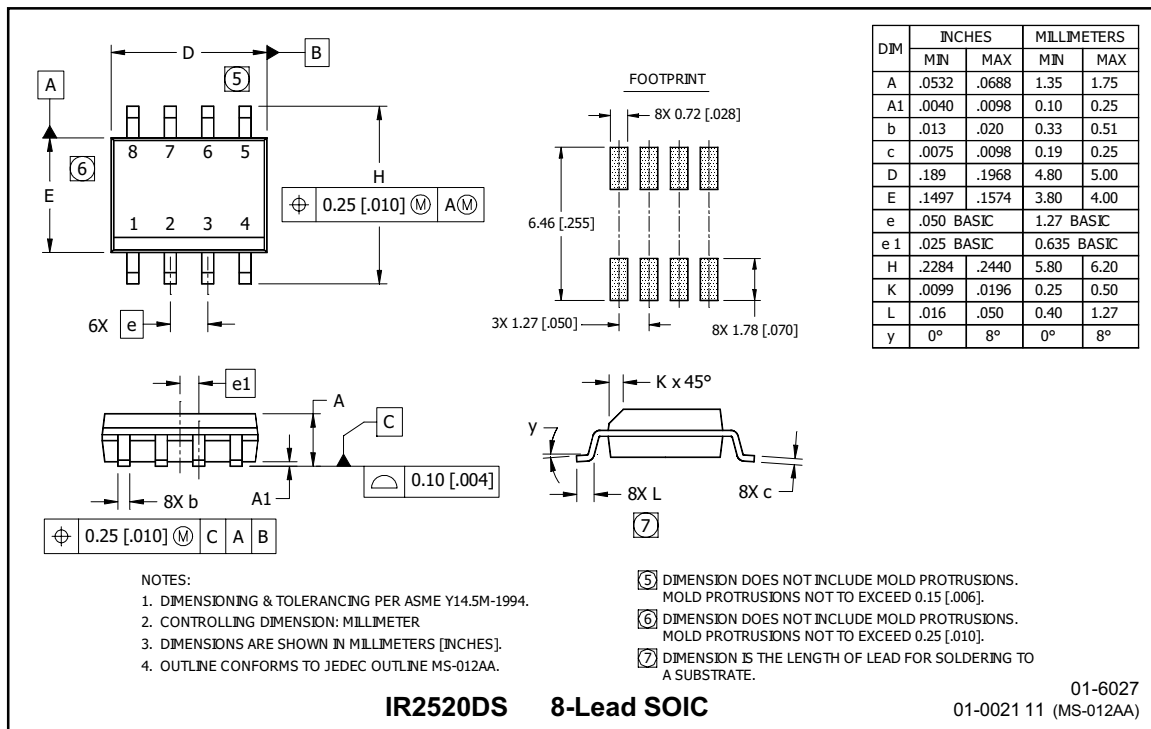 D
B
5
A
8 7 6 5
6
E
H
⌖ 0.25 [.010] Ⓜ AⓂ
1 2 3 4
6X e
FOOTPRINT
8X 0.72 [.028]
6.46 [.255]
3X 1.27 [.050]
8X 1.78 [.070]
DIM INCHES MILLIMETERS
MIN MAX MIN MAX
A .0532 .0688 1.35 1.75
A1 .0040 .0098 0.10 0.25
b .013 .020 0.33 0.51
c .0075 .0098 0.19 0.25
D .189 .1968 4.80 5.00
E .1497 .1574 3.80 4.00
e .050 BASIC 1.27 BASIC
e 1 .025 BASIC 0.635 BASIC
H .2284 .2440 5.80 6.20
K .0099 .0196 0.25 0.50
L .016 .050 0.40 1.27
y 0° 8° 0° 8°
e1
A
C
A1
8X b
0.10 [.004]
⌖ 0.25 [.010] Ⓜ C A B
K x 45°
y
8X L
8X c
7
NOTES:
1. DIMENSIONING & TOLERANCING PER ASME Y14.5M-1994.
2. CONTROLLING DIMENSION: MILLIMETER
3. DIMENSIONS ARE SHOWN IN MILLIMETERS [INCHES].
4. OUTLINE CONFORMS TO JEDEC OUTLINE MS-012AA.
5 DIMENSION DOES NOT INCLUDE MOLD PROTRUSIONS.
MOLD PROTRUSIONS NOT TO EXCEED 0.15 [.006].
6 DIMENSION DOES NOT INCLUDE MOLD PROTRUSIONS.
MOLD PROTRUSIONS NOT TO EXCEED 0.25 [.010].
7 DIMENSION IS THE LENGTH OF LEAD FOR SOLDERING TO
A SUBSTRATE.
IR2520DS 8-Lead SOIC
01-6027
01-0021 11 (MS-012AA)